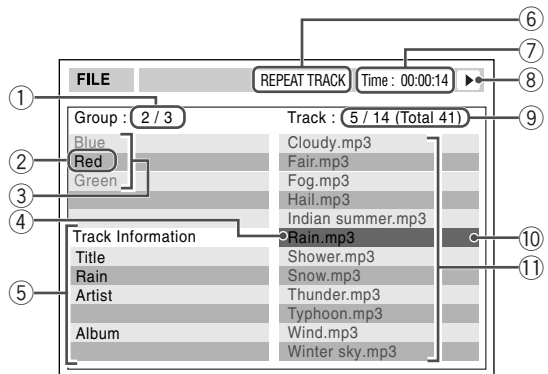 ⑥
⑦
FILE REPEAT TRACK Time : 00:00:14 ⑧
① Group : 2 / 3 Track : 5 / 14 (Total 41) ⑨
Blue Cloudy.mp3
② Red Fair.mp3
③ Green Fog.mp3
Hail.mp3
④ Indian summer.mp3
Track Information Rain.mp3 ⑩
Title Shower.mp3 ⑪
⑤ Rain Snow.mp3
Artist Thunder.mp3
Typhoon.mp3
Album Wind.mp3
Winter sky.mp3